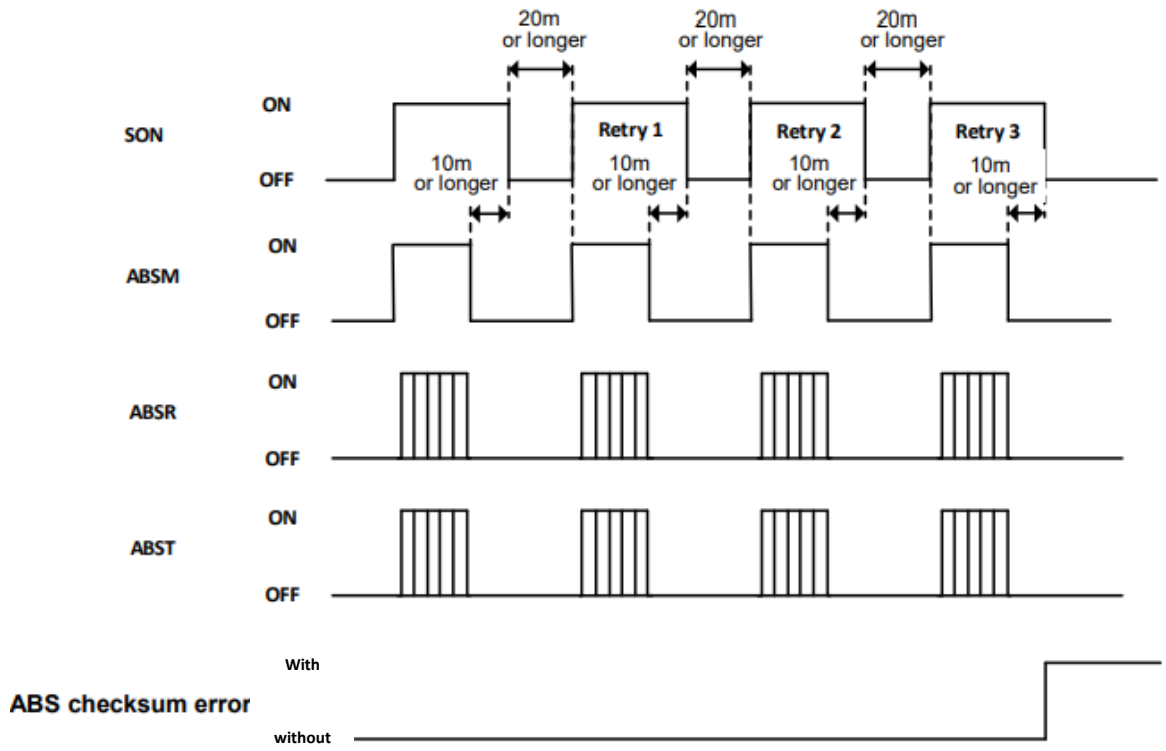 20m
or longer
20m
or longer
20m
or longer
ON
SON
OFF
Retry 1
Retry 2
Retry 3
10m
or longer
10m
or longer
10m
or longer
10m
or longer
ON
ABSM
OFF
ON
ABSR
OFF
ON
ABST
OFF
With
ABS checksum error
without